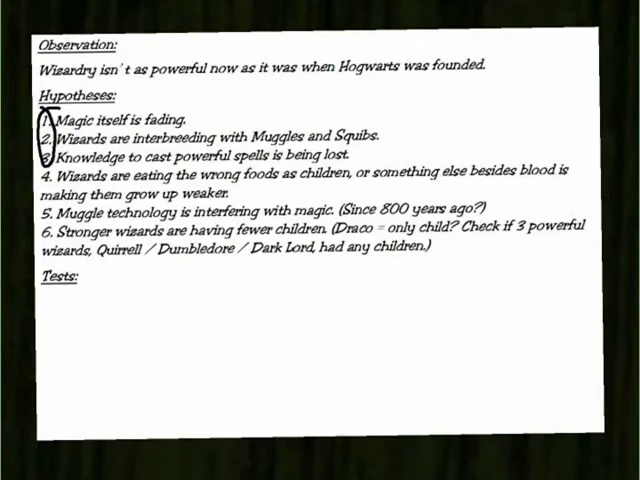 Observation:
Wizardry isn't as powerful now as it was when Hogwarts was founded.
Hypotheses:
1. Magic itself is fading.
2. Wizards are interbreeding with Muggles and Squibs.
3. Knowledge to cast powerful spells is being lost.
4. Wizards are eating the wrong foods as children, or something else besides blood is
making them grow up weaker.
5. Muggle technology is interfering with magic. (Since 800 years ago?)
6. Stronger wizards are having fewer children. (Draco = only child? Check if 3 powerful
wizards, Quirrell / Dumbledore / Dark Lord, had any children.)
Tests: